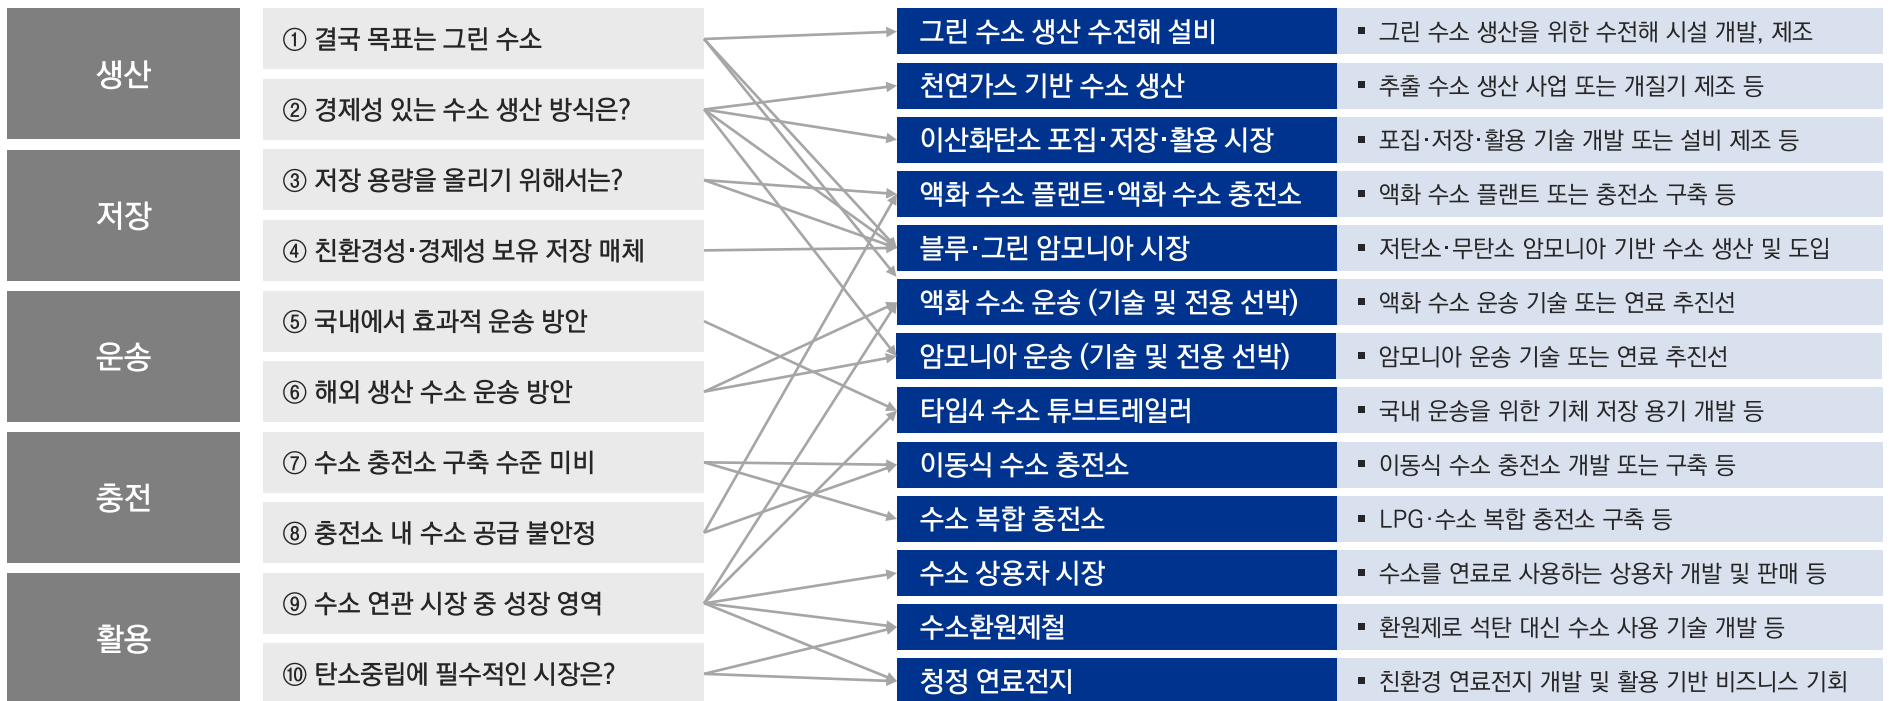 생산
① 결국 목표는 그린 수소
② 경제성 있는 수소 생산 방식은?
저장
③ 저장 용량을 올리기 위해서는?
④ 친환경성·경제성 보유 저장 매체
운송
⑤ 국내에서 효과적 운송 방안
⑥ 해외 생산 수소 운송 방안
충전
⑦ 수소 충전소 구축 수준 미비
⑧ 충전소 내 수소 공급 불안정
활용
⑨ 수소 연관 시장 중 성장 영역
⑩ 탄소중립에 필수적인 시장은?
그린 수소 생산 수전해 설비
▪ 그린 수소 생산을 위한 수전해 시설 개발, 제조
천연가스 기반 수소 생산
▪ 추출 수소 생산 사업 또는 개질기 제조 등
이산화탄소 포집·저장·활용 시장
▪ 포집·저장·활용 기술 개발 또는 설비 제조 등
액화 수소 플랜트·액화 수소 충전소
▪ 액화 수소 플랜트 또는 충전소 구축 등
블루·그린 암모니아 시장
▪ 저탄소·무탄소 암모니아 기반 수소 생산 및 도입
액화 수소 운송 (기술 및 전용 선박)
▪ 액화 수소 운송 기술 또는 연료 추진선
암모니아 운송 (기술 및 전용 선박)
▪ 암모니아 운송 기술 또는 연료 추진선
타입4 수소 튜브트레일러
▪ 국내 운송을 위한 기체 저장 용기 개발 등
이동식 수소 충전소
▪ 이동식 수소 충전소 개발 또는 구축 등
수소 복합 충전소
▪ LPG·수소 복합 충전소 구축 등
수소 상용차 시장
▪ 수소를 연료로 사용하는 상용차 개발 및 판매 등
수소환원제철
▪ 환원제로 석탄 대신 수소 사용 기술 개발 등
청정 연료전지
▪ 친환경 연료전지 개발 및 활용 기반 비즈니스 기회